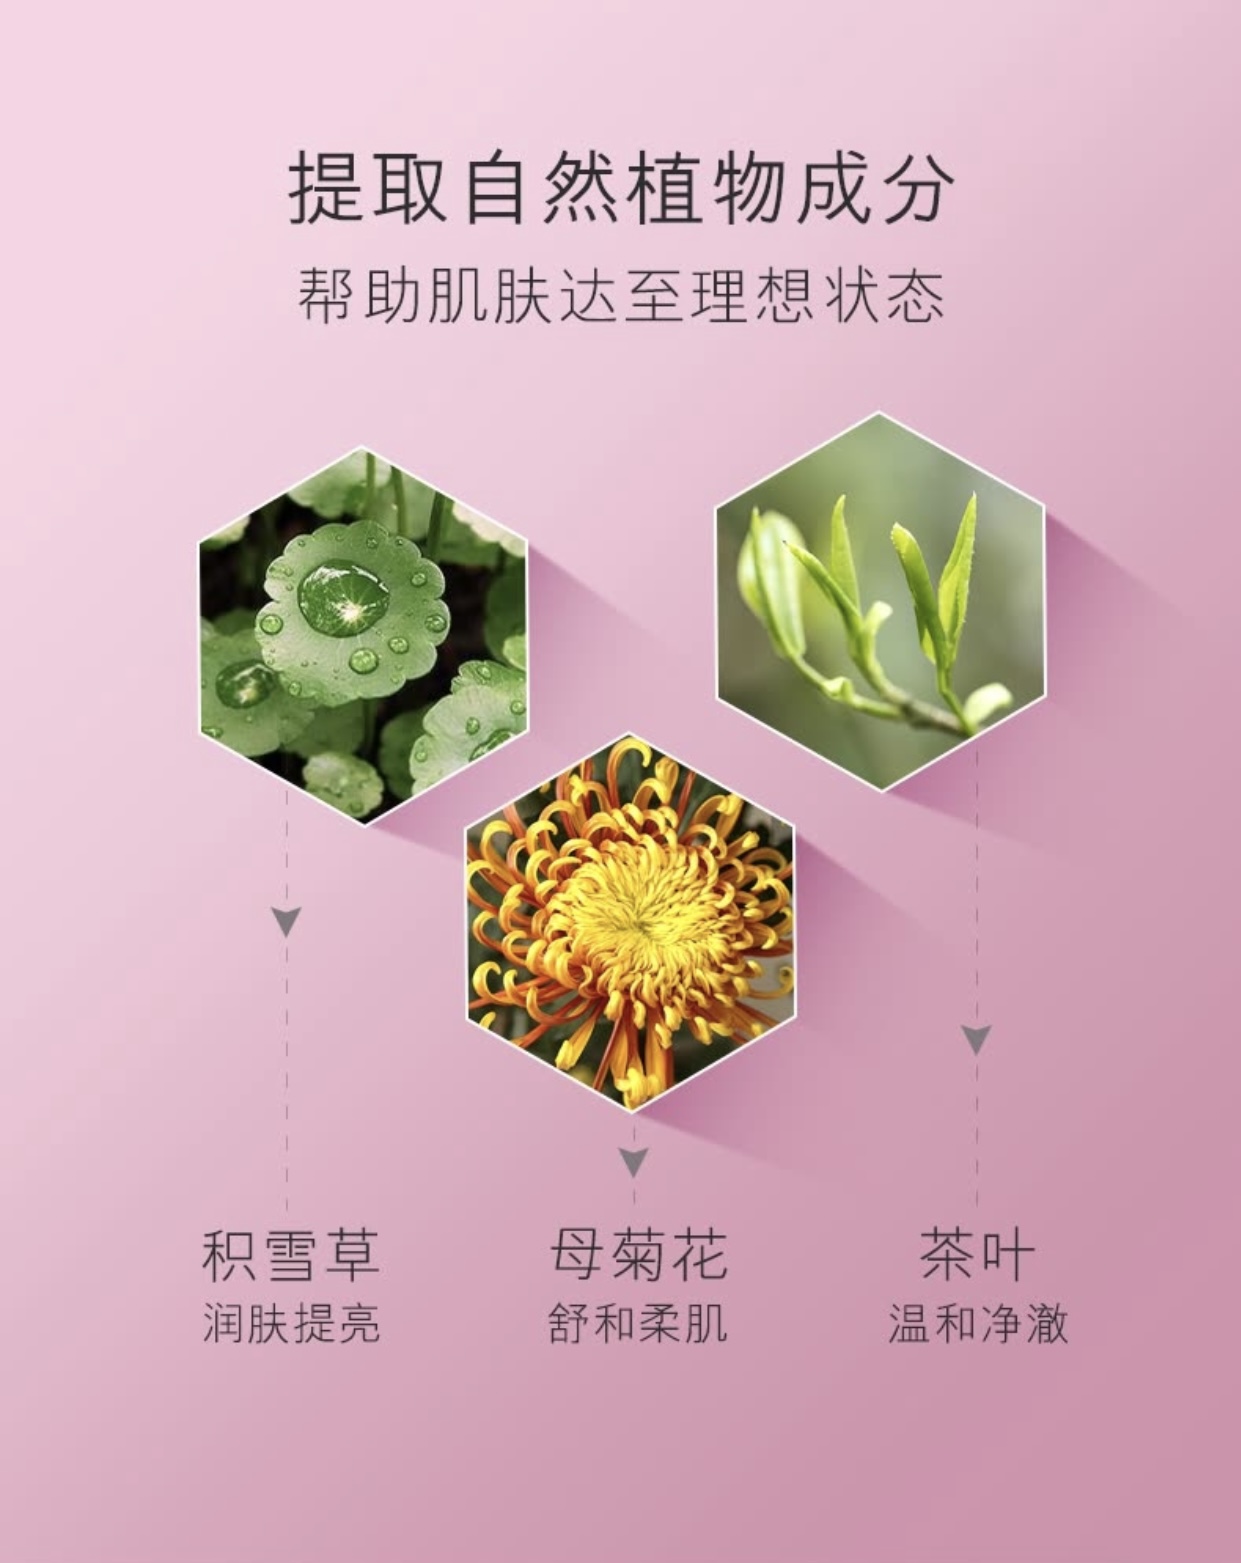 提取自然植物成分
帮助肌肤达至理想状态
积雪草
润肤提亮
母菊花
舒和柔肌
茶叶
温和净澈